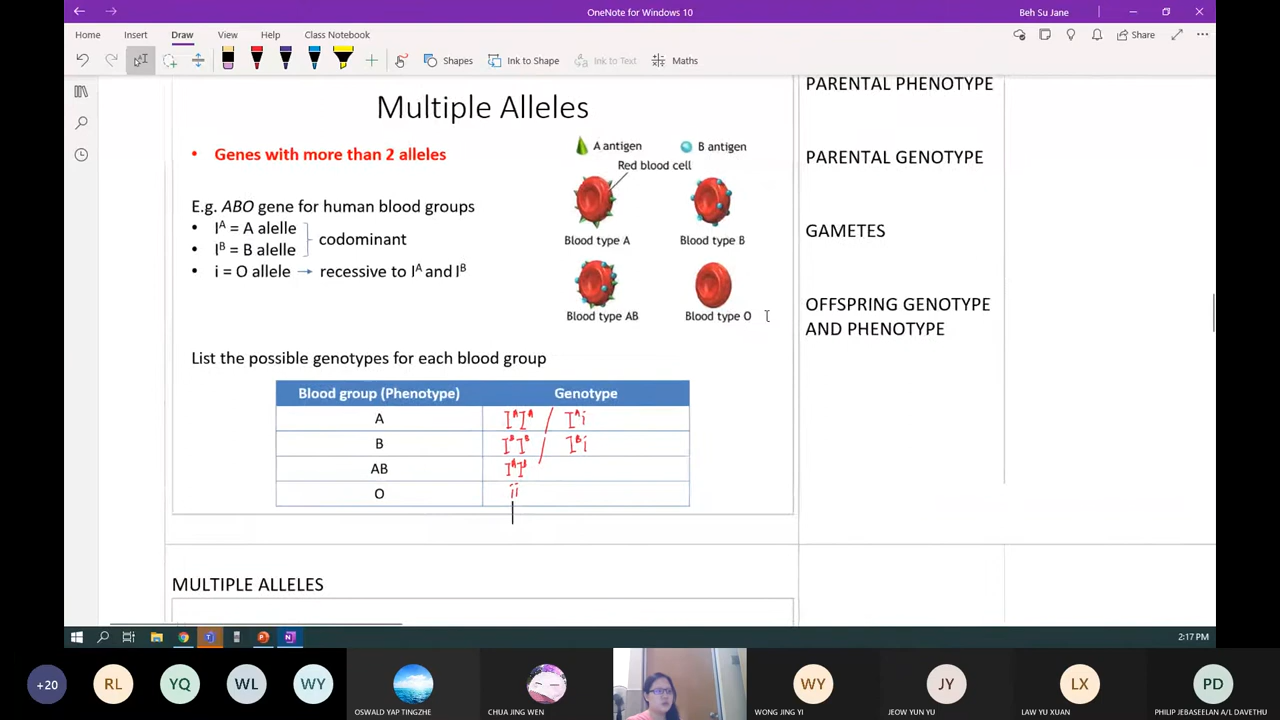 OneNote for Windows 10
Beh Su Jane
Home Insert Draw View Help Class Notebook
Share
Shapes Ink to Shape Ink to Text Maths
Multiple Alleles
• Genes with more than 2 alleles
E.g. ABO gene for human blood groups
• Iᴬ = A alelle
• Iᴮ = B alelle
codominant
• i = O allele → recessive to Iᴬ and Iᴮ
A antigen B antigen
Red blood cell
Blood type A Blood type B
Blood type AB Blood type O
List the possible genotypes for each blood group
Blood group (Phenotype) Genotype
A IᴬIᴬ / Iᴬi
B IᴮIᴮ / Iᴮi
AB IᴬIᴮ
O ii
MULTIPLE ALLELES
PARENTAL PHENOTYPE
PARENTAL GENOTYPE
GAMETES
OFFSPRING GENOTYPE
AND PHENOTYPE
2:17 PM
+20 RL YQ WL WY WY JY LX PD
OSWALD YAP TINGZHE CHUA JING WEN WONG JING YI JEOW YUN YU LAW YU XUAN PHILIP JEBASEELAN A/L DAVETHU